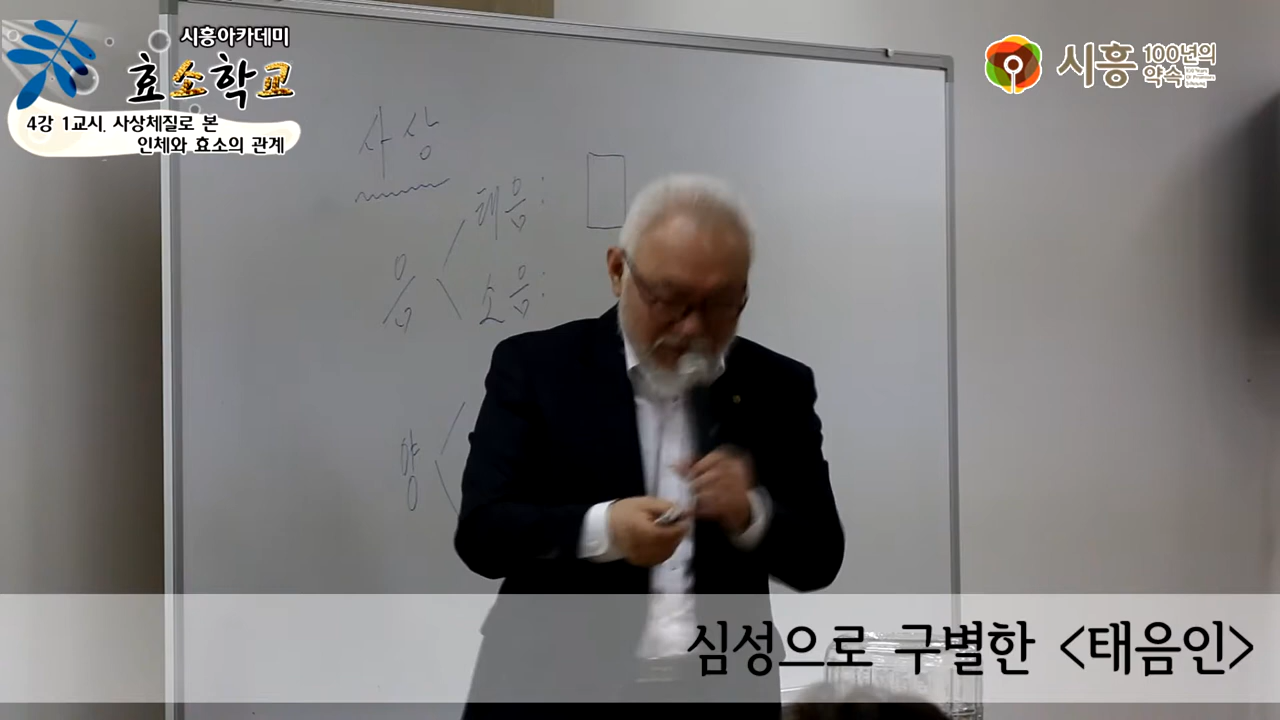 시흥아카데미
효소학교
4강 1교시. 사상체질로 본
인체와 효소의 관계
시흥 100년의
약속
사상
태음:
음
소음:
양
심성으로 구별한 <태음인>